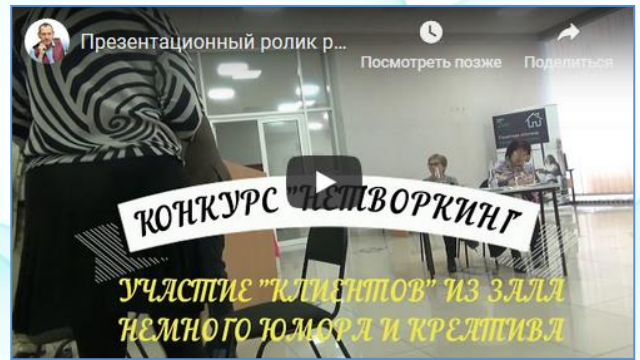 Презентационный ролик р...
Посмотреть позже
Поделиться
КОНКУРС "НЕТВОРКИНГ"
УЧАСТИЕ "КЛИЕНТОВ" ИЗ ЗАЛА
НЕМНОГО ЮМОРА И КРЕАТИВА